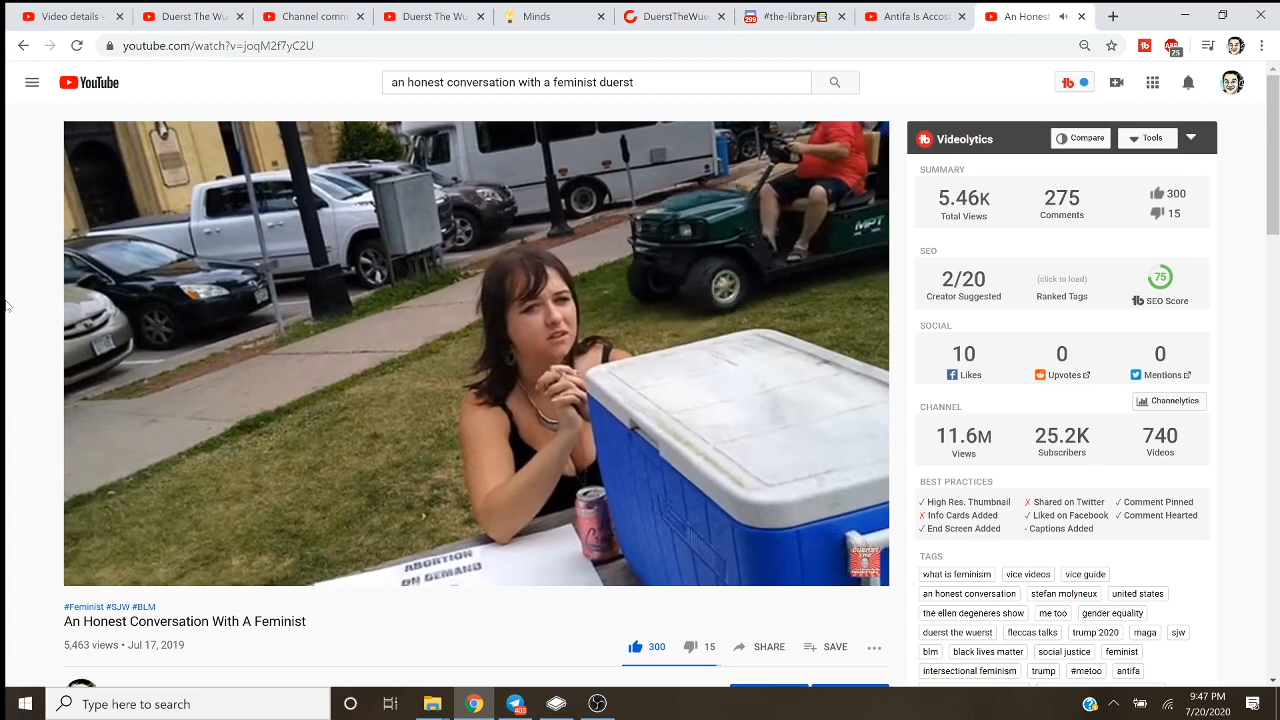 Video details -
Duerst The Wu
Channel comm
Duerst The Wu
Minds
DuerstTheWue
299
#the-library
Antifa Is Accos
An Honest
youtube.com/watch?v=joqM2f7yC2U
25
YouTube
an honest conversation with a feminist duerst
tb
Videolytics
Compare
Tools
SUMMARY
5.46K
275
300
Total Views
Comments
15
SEO
2/20
(click to load)
75
Creator Suggested
Ranked Tags
tb SEO Score
SOCIAL
10
0
0
Likes
Upvotes
Mentions
CHANNEL
Channelytics
11.6M
25.2K
740
Views
Subscribers
Videos
BEST PRACTICES
✓ High Res. Thumbnail
✗ Shared on Twitter
✓ Comment Pinned
✗ Info Cards Added
✓ Liked on Facebook
✓ Comment Hearted
✓ End Screen Added
- Captions Added
TAGS
what is feminism
vice videos
vice guide
an honest conversation
stefan molyneux
united states
the ellen degeneres show
me too
gender equality
duerst the wuerst
fleccas talks
trump 2020
maga
sjw
blm
black lives matter
social justice
feminist
intersectional feminism
trump
#metoo
antifa
MPT
ABORTION
ON DEMAND
#Feminist #SJW #BLM
An Honest Conversation With A Feminist
5,463 views • Jul 17, 2019
300
15
SHARE
SAVE
Type here to search
400
9:47 PM
7/20/2020